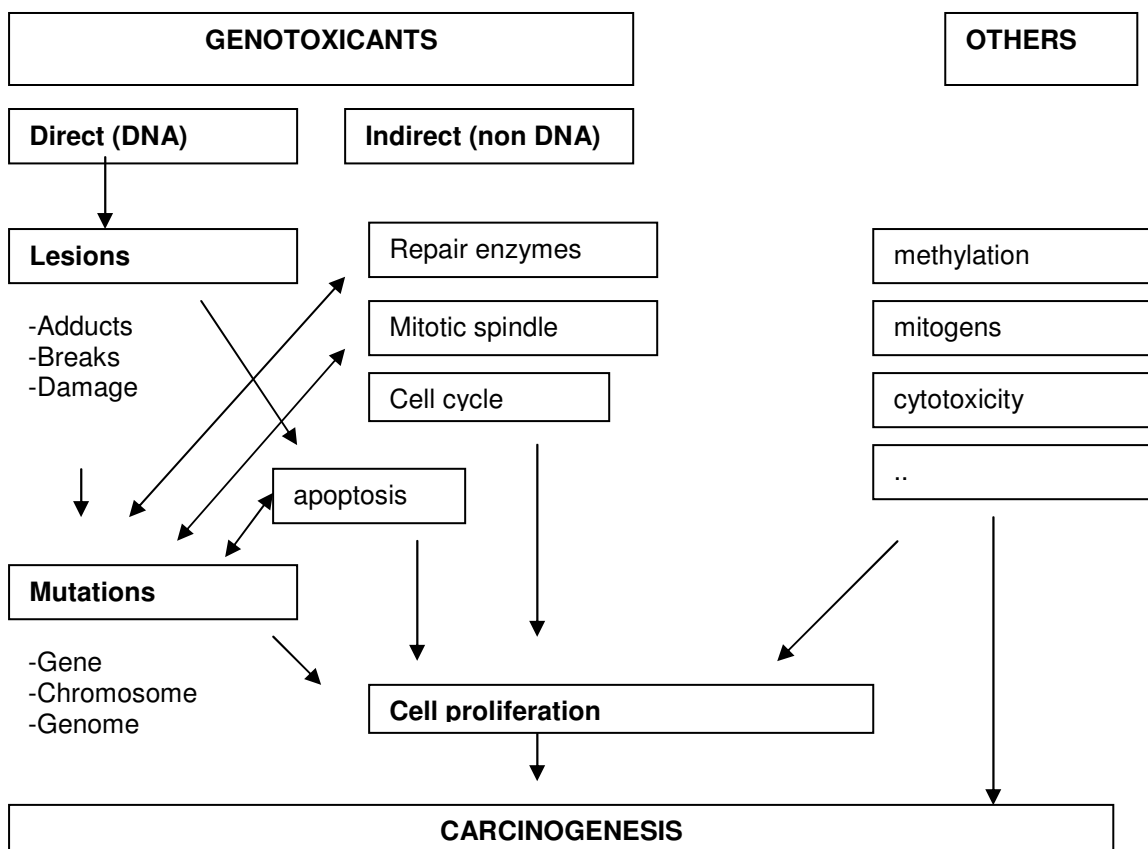 GENOTOXICANTS
OTHERS
Direct (DNA)
Indirect (non DNA)
Lesions
-Adducts
-Breaks
-Damage
Repair enzymes
Mitotic spindle
Cell cycle
apoptosis
methylation
mitogens
cytotoxicity
..
Mutations
-Gene
-Chromosome
-Genome
Cell proliferation
CARCINOGENESIS